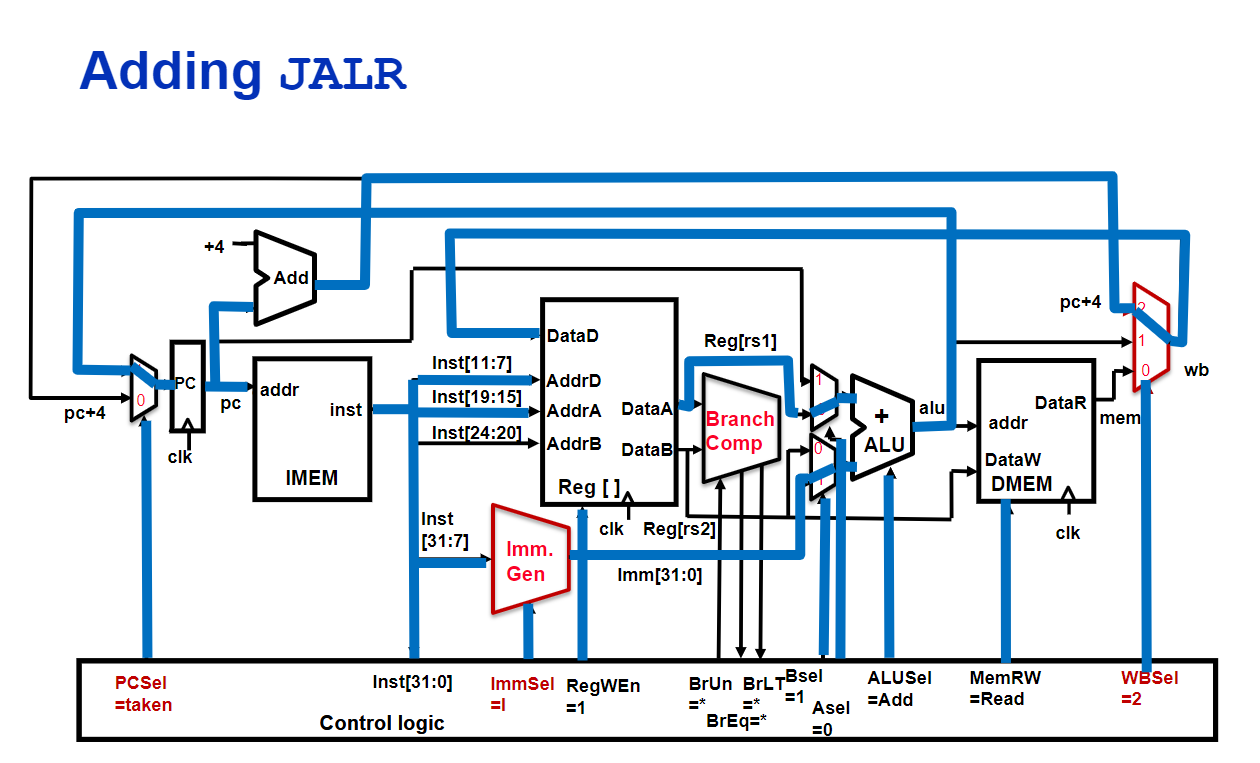 Adding JALR
+4
Add
pc+4
2
1
0
wb
DataD
Reg[rs1]
1
Inst[11:7]
AddrD
PC
0
pc
pc+4
clk
addr
inst
IMEM
Inst[19:15]
AddrA
DataA
Inst[24:20]
AddrB
DataB
Branch
Comp
+
ALU
alu
0
1
addr
DataR
mem
DataW
DMEM
clk
Reg [ ]
clk
Reg[rs2]
Inst
[31:7]
Imm.
Gen
Imm[31:0]
PCSel
=taken
Inst[31:0]
ImmSel
=I
RegWEn
=1
BrUn
=*
BrEq=*
BrLT
=*
Bsel
=1
Asel
=0
ALUSel
=Add
MemRW
=Read
WBSel
=2
Control logic